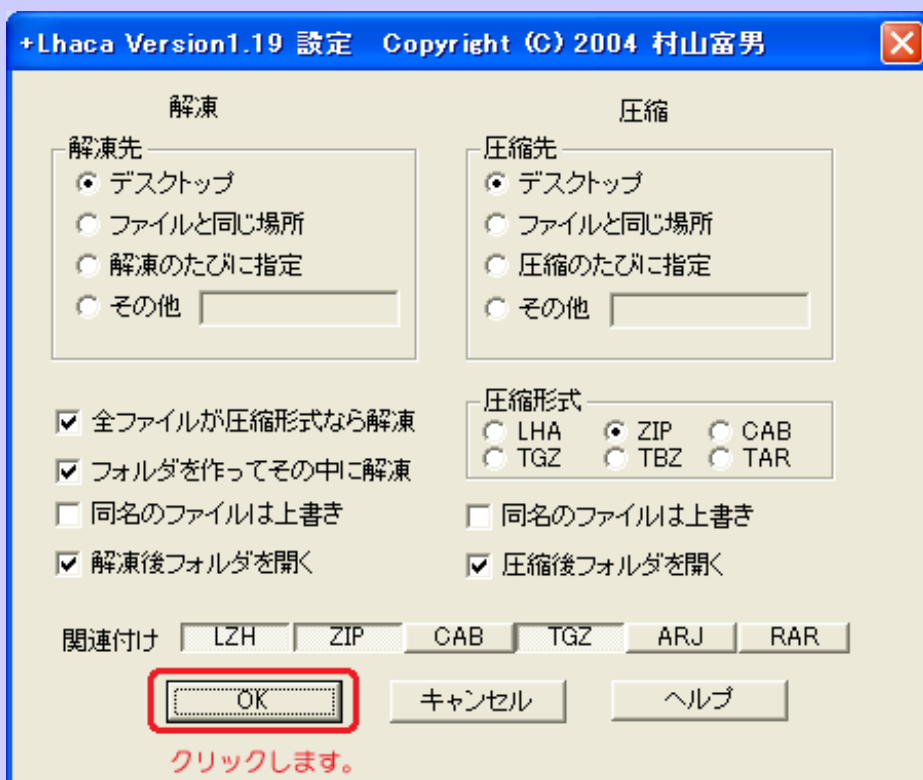 +Lhaca Version1.19 設定 Copyright (C) 2004 村山富男
解凍
解凍先
デスクトップ
ファイルと同じ場所
解凍のたびに指定
その他
全ファイルが圧縮形式なら解凍
フォルダを作ってその中に解凍
同名のファイルは上書き
解凍後フォルダを開く
圧縮
圧縮先
デスクトップ
ファイルと同じ場所
圧縮のたびに指定
その他
圧縮形式
LHA ZIP CAB
TGZ TBZ TAR
同名のファイルは上書き
圧縮後フォルダを開く
関連付け LZH ZIP CAB TGZ ARJ RAR
OK キャンセル ヘルプ
クリックします。